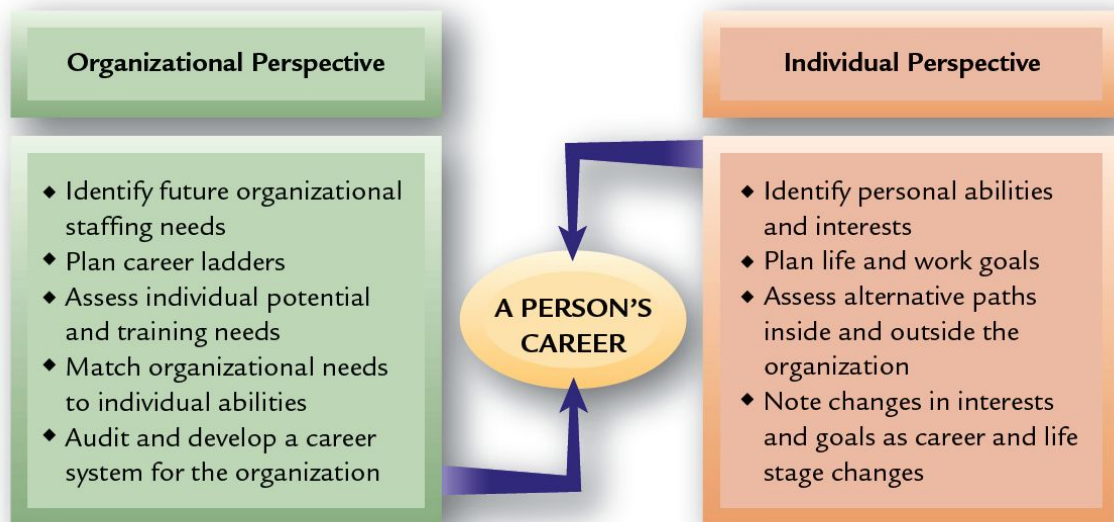 Organizational Perspective
◆ Identify future organizational
staffing needs
◆ Plan career ladders
◆ Assess individual potential
and training needs
◆ Match organizational needs
to individual abilities
◆ Audit and develop a career
system for the organization
A PERSON’S
CAREER
Individual Perspective
◆ Identify personal abilities
and interests
◆ Plan life and work goals
◆ Assess alternative paths
inside and outside the
organization
◆ Note changes in interests
and goals as career and life
stage changes